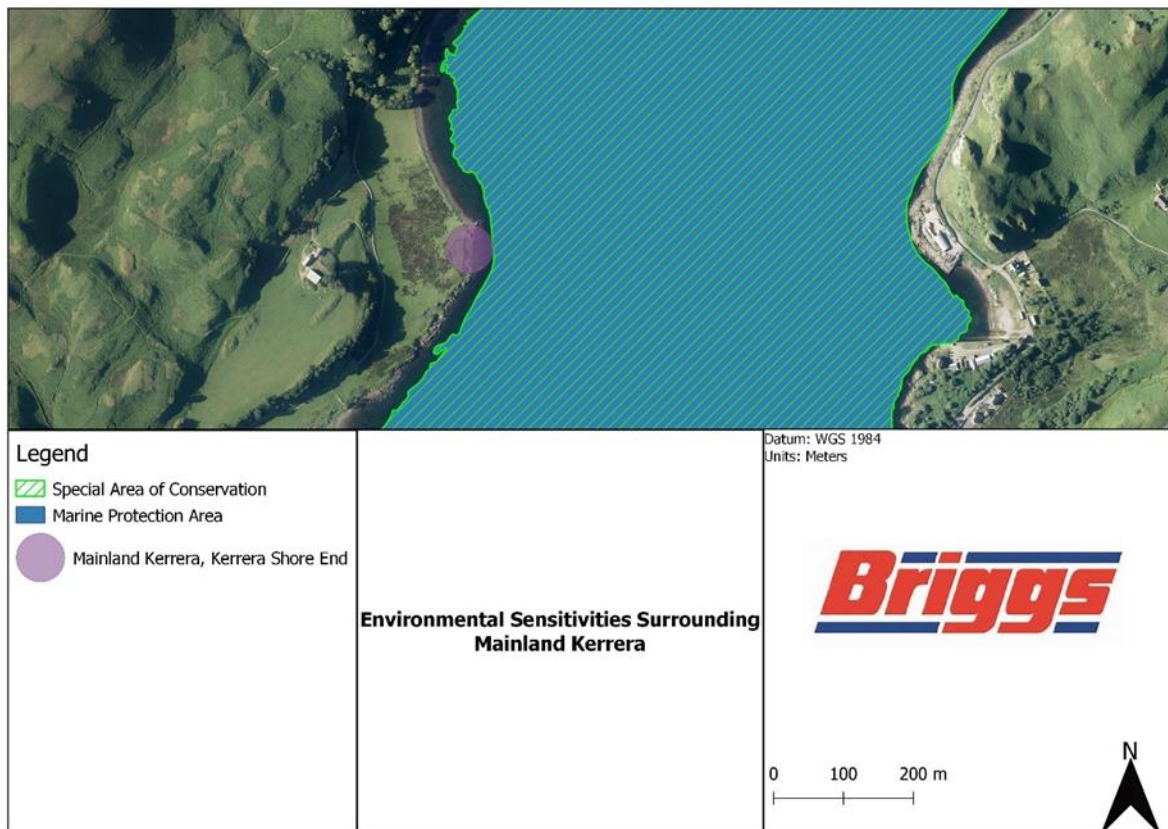 Legend
Special Area of Conservation
Marine Protection Area
Mainland Kerrera, Kerrera Shore End
Environmental Sensitivities Surrounding
Mainland Kerrera
Datum: WGS 1984
Units: Meters
Briggs
0 100 200 m
N